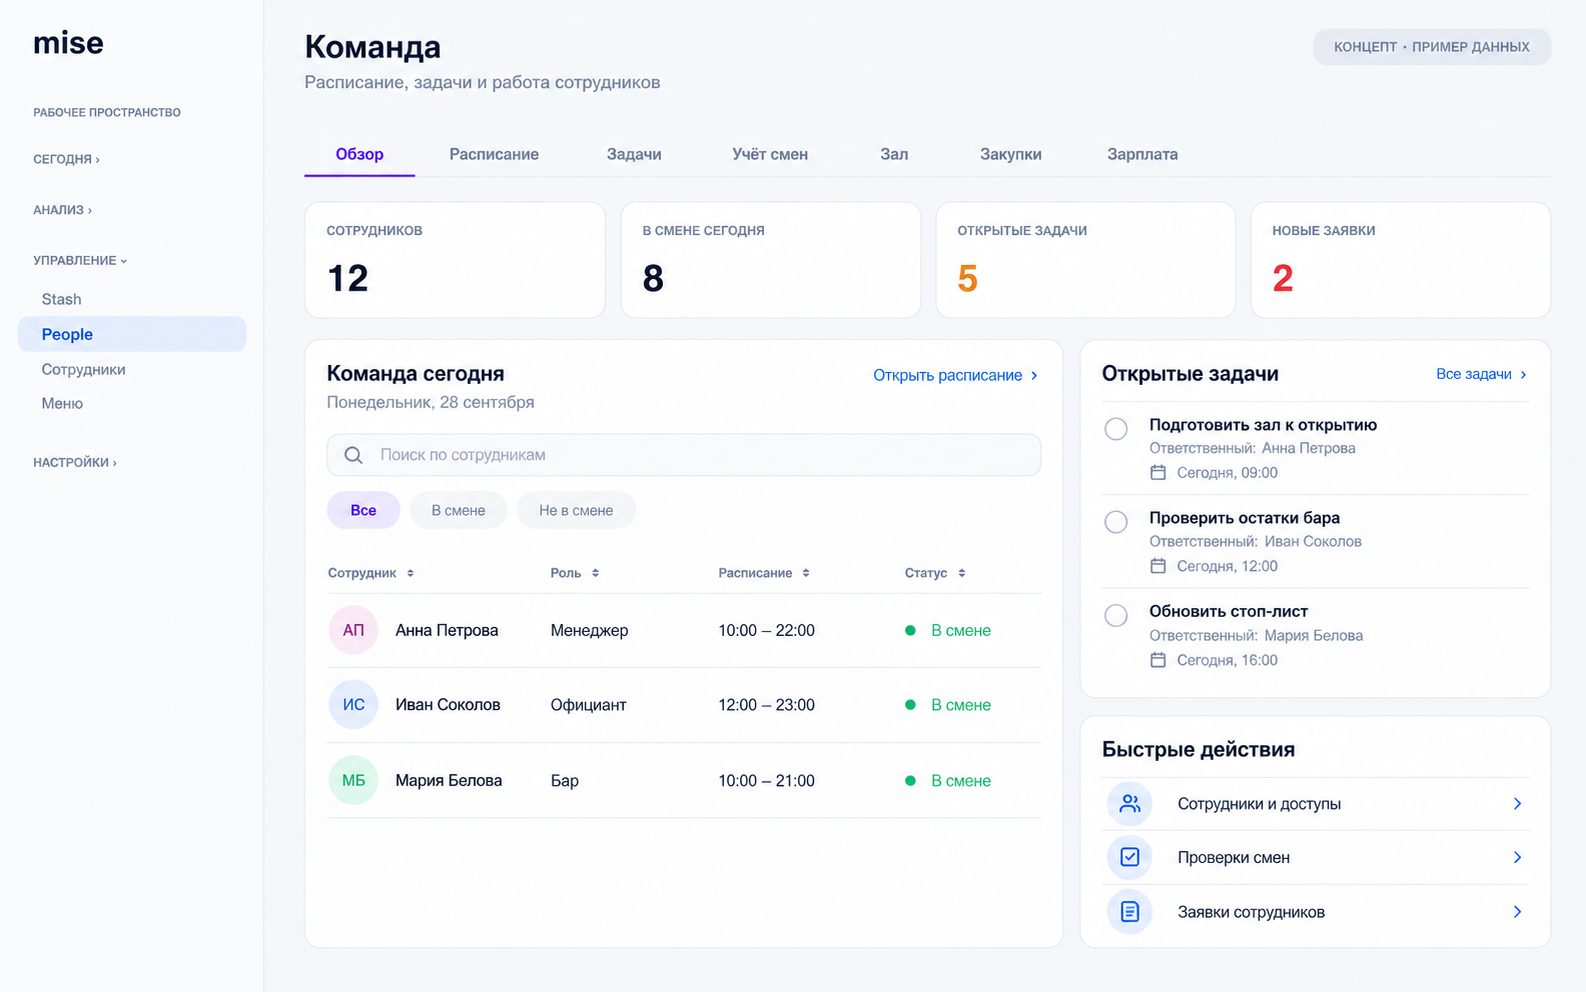 mise
РАБОЧЕЕ ПРОСТРАНСТВО
СЕГОДНЯ ›
АНАЛИЗ ›
УПРАВЛЕНИЕ
Stash
People
Сотрудники
Меню
НАСТРОЙКИ ›
Команда
Расписание, задачи и работа сотрудников
КОНЦЕПТ • ПРИМЕР ДАННЫХ
Обзор Расписание Задачи Учёт смен Зал Закупки Зарплата
СОТРУДНИКОВ
12
В СМЕНЕ СЕГОДНЯ
8
ОТКРЫТЫЕ ЗАДАЧИ
5
НОВЫЕ ЗАЯВКИ
2
Команда сегодня
Открыть расписание ›
Понедельник, 28 сентября
Поиск по сотрудникам
Все В смене Не в смене
Сотрудник Роль Расписание Статус
АП Анна Петрова Менеджер 10:00 – 22:00 В смене
ИС Иван Соколов Официант 12:00 – 23:00 В смене
МБ Мария Белова Бар 10:00 – 21:00 В смене
Открытые задачи
Все задачи ›
Подготовить зал к открытию
Ответственный: Анна Петрова
Сегодня, 09:00
Проверить остатки бара
Ответственный: Иван Соколов
Сегодня, 12:00
Обновить стоп-лист
Ответственный: Мария Белова
Сегодня, 16:00
Быстрые действия
Сотрудники и доступы
Проверки смен
Заявки сотрудников